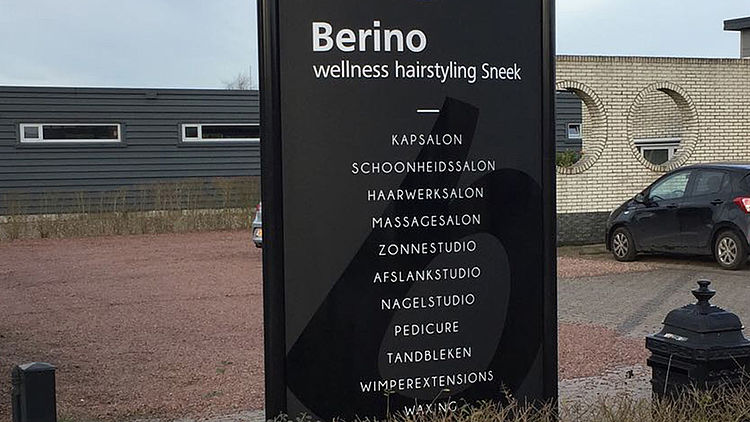 Berino
wellness hairstyling Sneek
KAPSALON
SCHOONHEIDSSALON
HAARWERKSALON
MASSAGESALON
ZONNESTUDIO
AFSLANKSTUDIO
NAGELSTUDIO
PEDICURE
TANDBLEKEN
WIMPEREXTENSIONS
WAXING